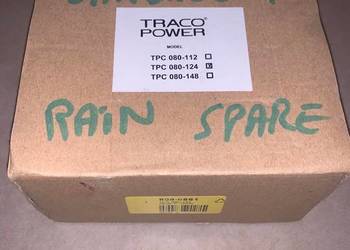 TRACO
POWER
MODEL
TPC 080-112
TPC 080-124
TPC 080-148
RAIN SPARE